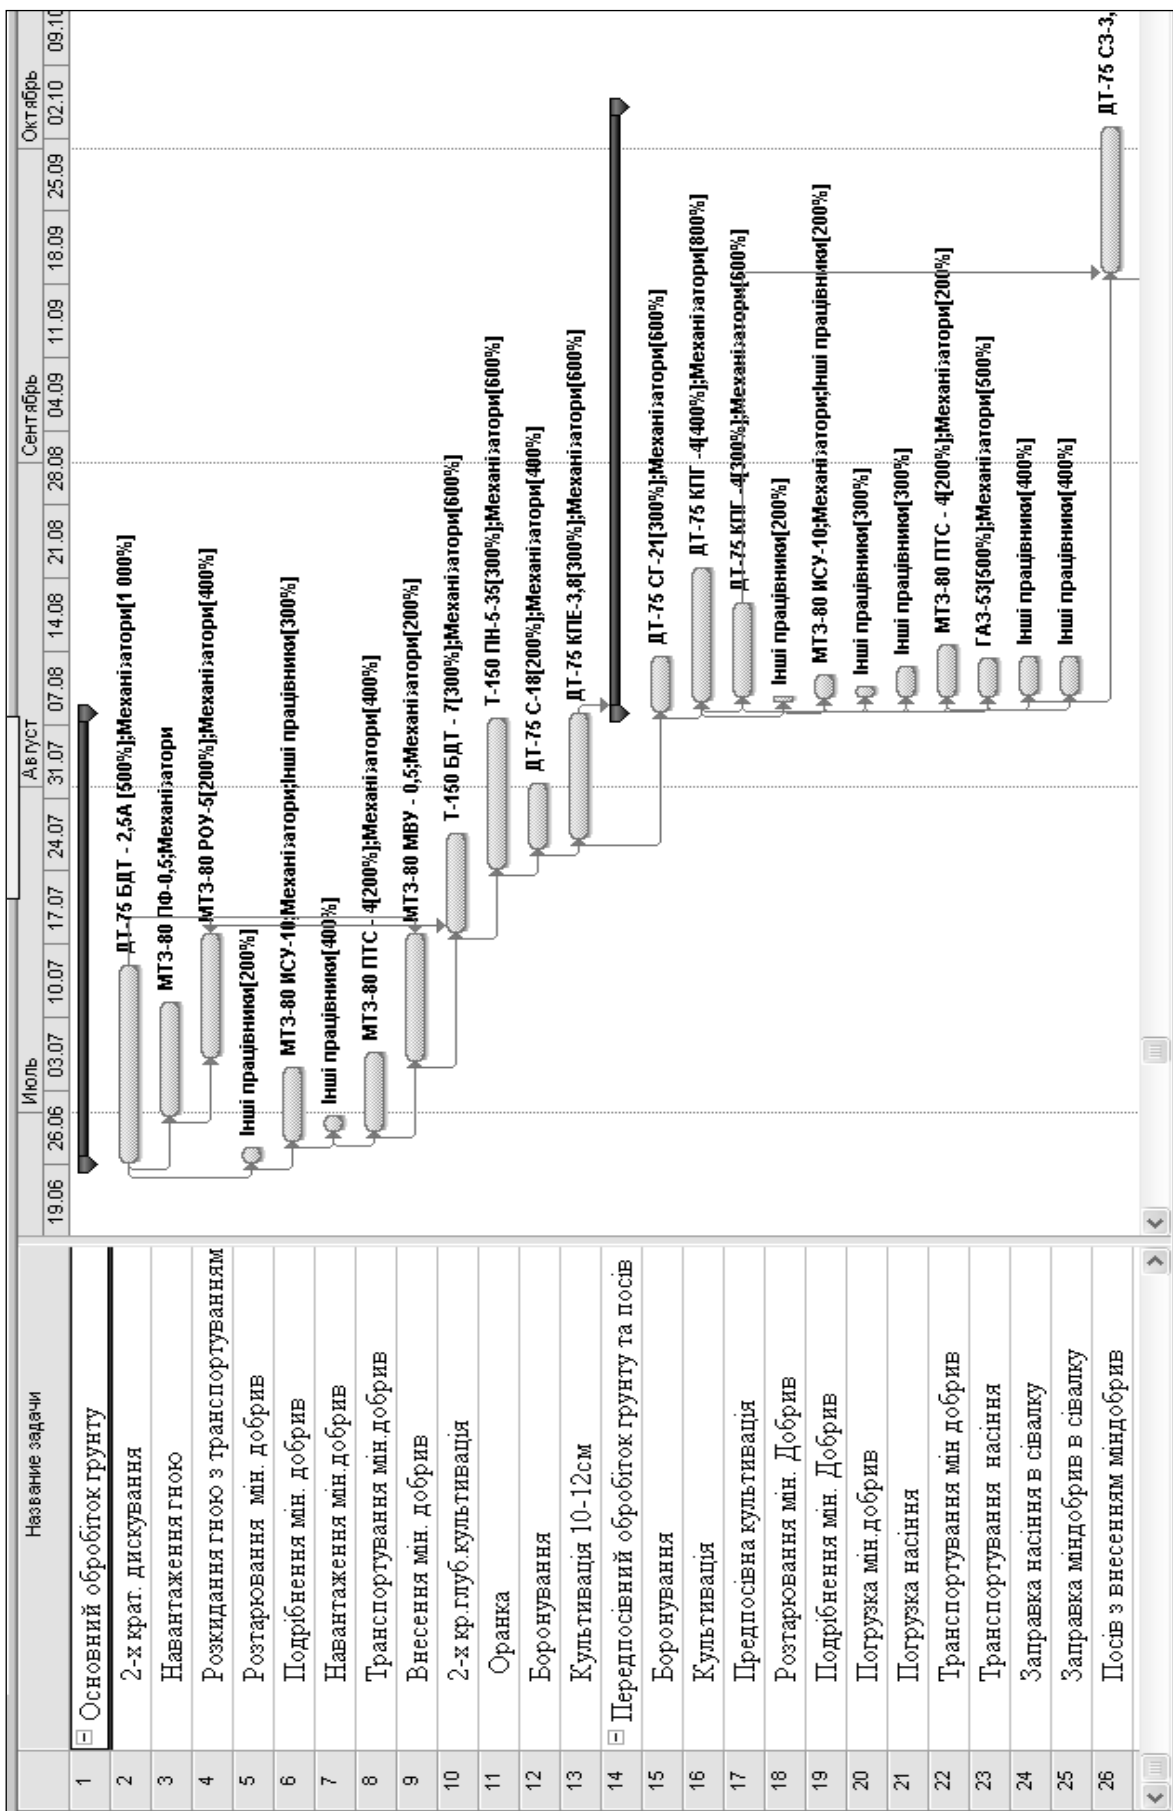 Название задачи
Июль Август Сентябрь Октябрь
19.06 26.06 03.07 10.07 17.07 24.07 31.07 07.08 14.08 21.08 28.08 04.09 11.09 18.09 25.09 02.10 09.10
1 Основний обробіток грунту
2 2-х крат. дискування ДТ-75 БДТ - 2,5А [500%];Механізатори[1 000%]
3 Навантаження гною МТЗ-80 ПФ-0,5;Механізатори
4 Розкидання гною з транспортуванням МТЗ-80 РОУ-5[200%];Механізатори[400%]
5 Розтарювання мін. добрив Інші працівники[200%]
6 Подрібнення мін. добрив МТЗ-80 ИСУ-10;Механізатори;Інші працівники[300%]
7 Навантаження мін.добрив Інші працівники[400%]
8 Транспортування мін.добрив МТЗ-80 ПТС - 4[200%];Механізатори[400%]
9 Внесення мін. добрив МТЗ-80 МВУ - 0,5;Механізатори[200%]
10 2-х кр.глуб.культивація Т-150 БДТ - 7[300%];Механізатори[600%]
11 Оранка Т-150 ПН-5-35[300%];Механізатори[600%]
12 Боронування ДТ-75 С-18[200%];Механізатори[400%]
13 Культивація 10-12см ДТ-75 КПЕ-3,8[300%];Механізатори[600%]
14 Передпосівний обробіток грунту та посів
15 Боронування ДТ-75 СГ-21[300%];Механізатори[600%]
16 Культивація ДТ-75 КПГ -4[400%];Механізатори[800%]
17 Предпосівна культивація ДТ-75 КПГ -4[300%];Механізатори[600%]
18 Розтарювання мін. Добрив Інші працівники[200%]
19 Подрібнення мін. Добрив МТЗ-80 ИСУ-10;Механізатори;Інші працівники[200%]
20 Погрузка мін.добрив Інші працівники[300%]
21 Погрузка насіння Інші працівники[300%]
22 Транспортування мін добрив МТЗ-80 ПТС - 4[200%];Механізатори[200%]
23 Транспортування насіння ГАЗ-53[500%];Механізатори[500%]
24 Заправка насіння в сівалку Інші працівники[400%]
25 Заправка міндобрив в сівалку Інші працівники[400%]
26 Посів з внесенням міндобрив ДТ-75 СЗ-3,